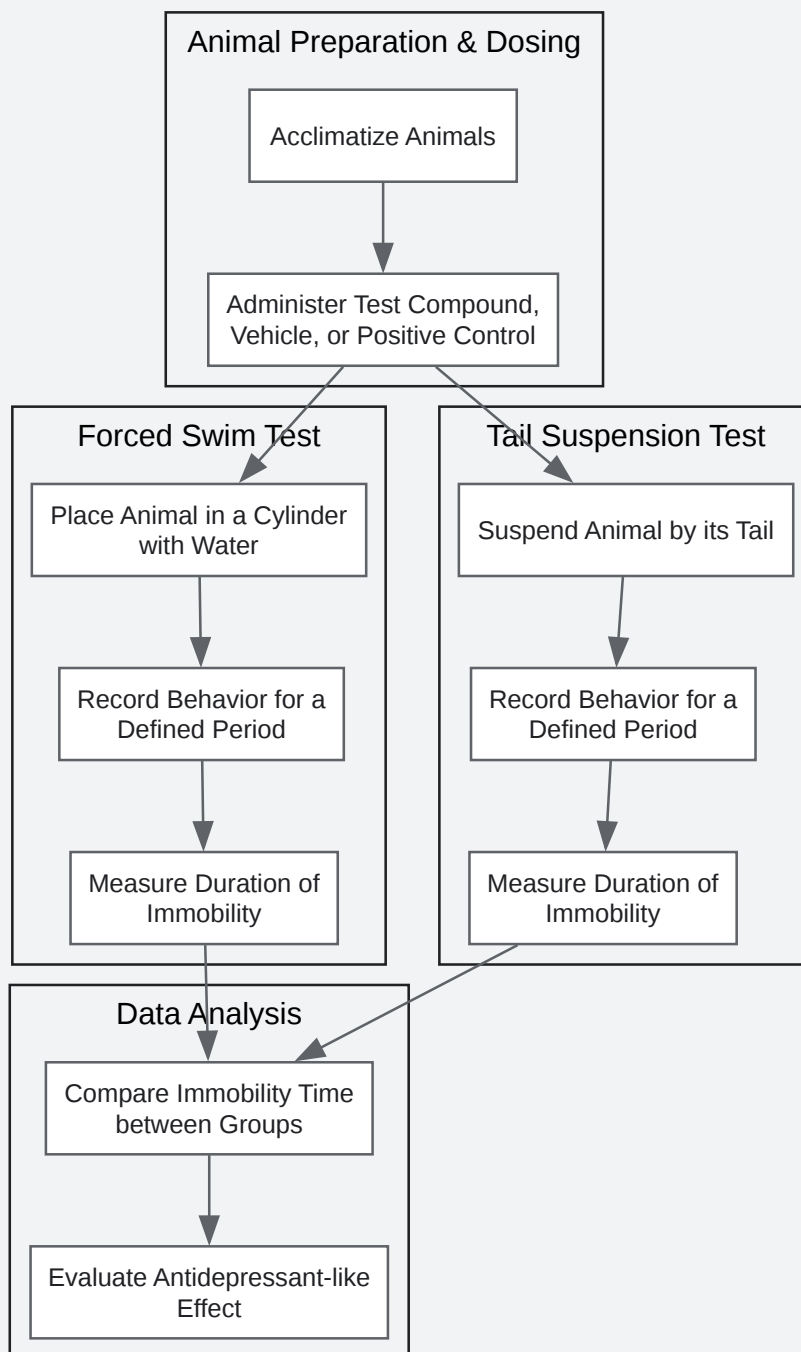 Animal Preparation & Dosing
Acclimatize Animals
Administer Test Compound,
Vehicle, or Positive Control
Forced Swim Test
Place Animal in a Cylinder
with Water
Record Behavior for a
Defined Period
Measure Duration of
Immobility
Tail Suspension Test
Suspend Animal by its Tail
Record Behavior for a
Defined Period
Measure Duration of
Immobility
Data Analysis
Compare Immobility Time
between Groups
Evaluate Antidepressant-like
Effect